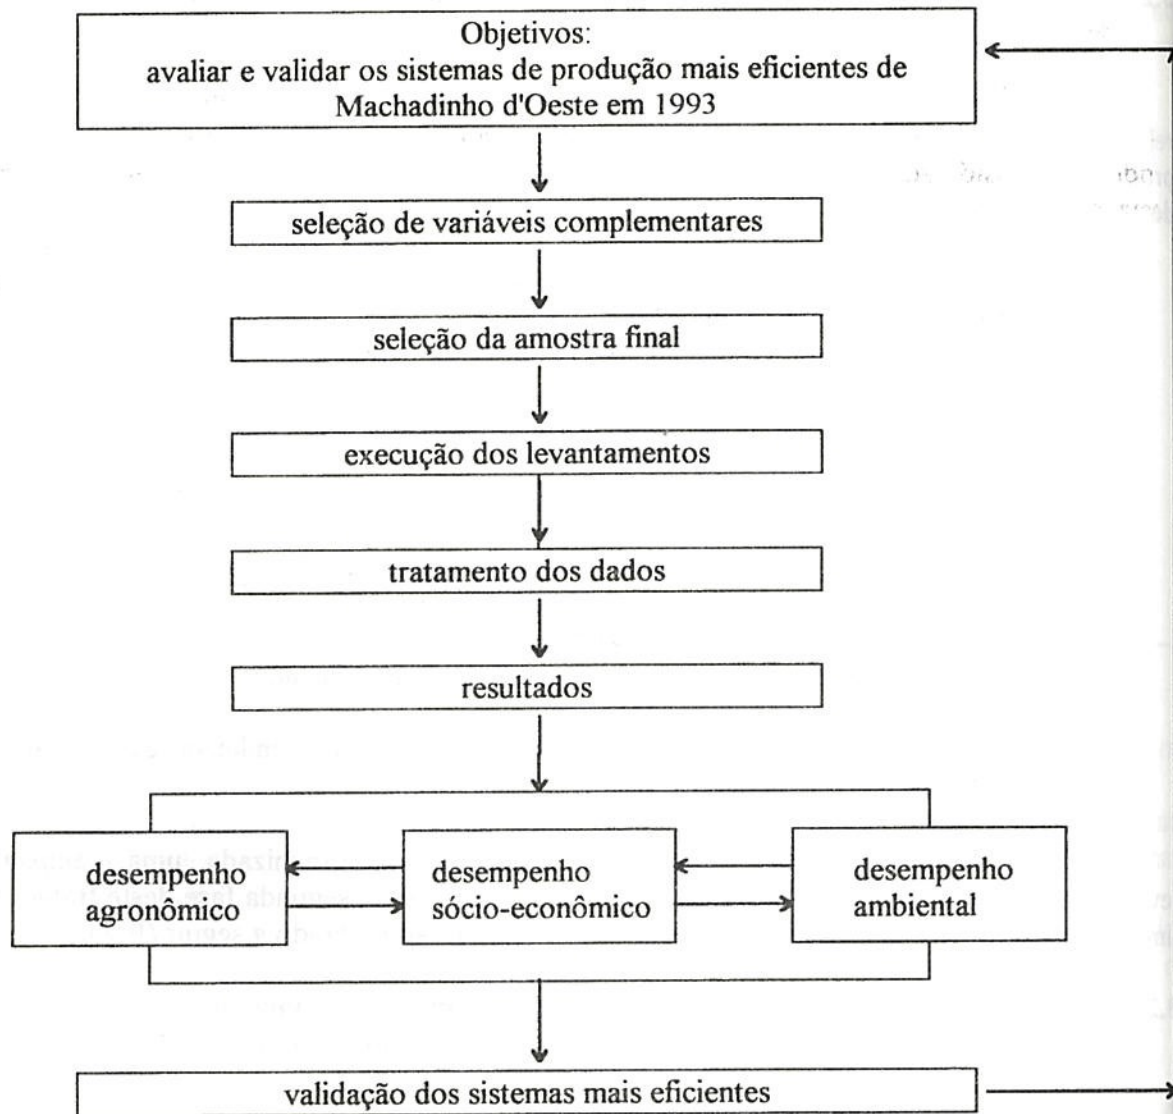 Objetivos:
avaliar e validar os sistemas de produção mais eficientes de
Machadinho d'Oeste em 1993
seleção de variáveis complementares
seleção da amostra final
execução dos levantamentos
tratamento dos dados
resultados
desempenho
agronômico
desempenho
sócio-econômico
desempenho
ambiental
validação dos sistemas mais eficientes